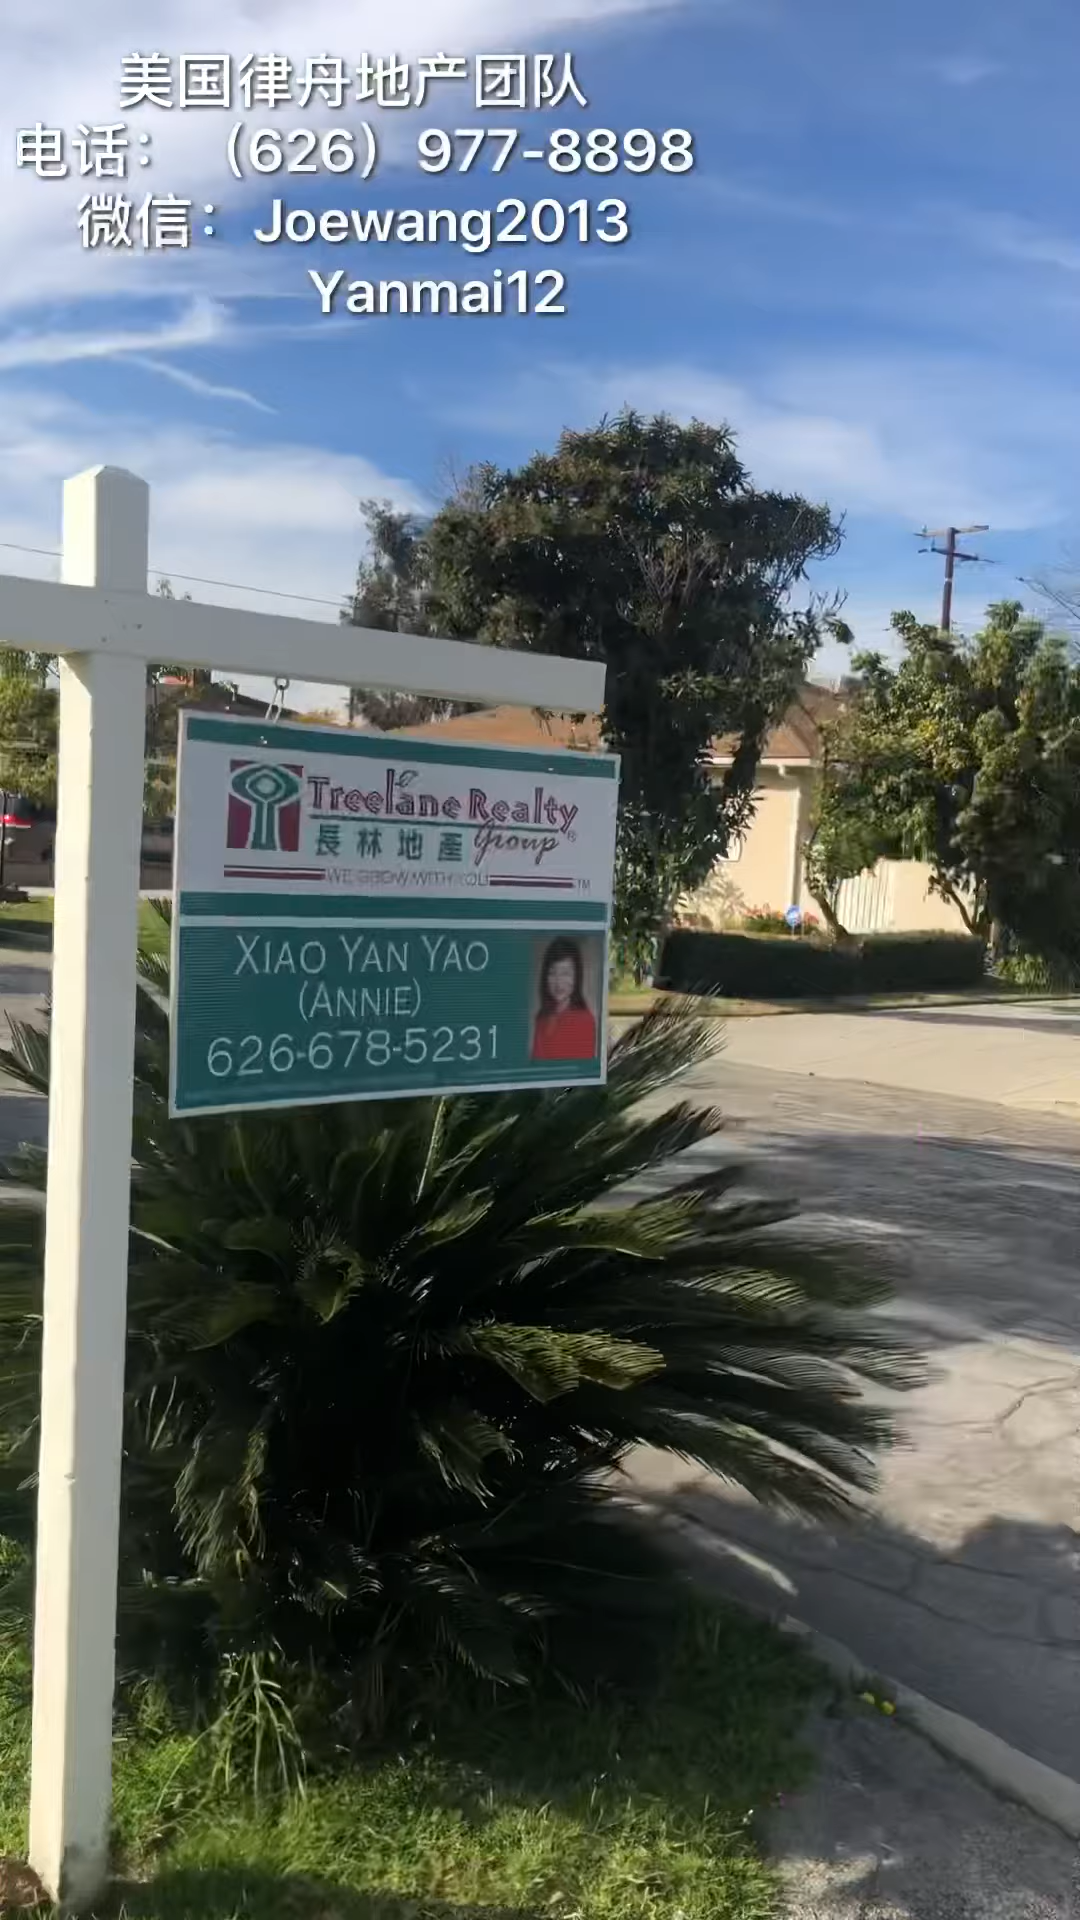 美国律舟地产团队
电话：（626）977-8898
微信：Joewang2013
Yanmai12
Treelane Realty
長林地產 Group®
WE GROW WITH YOU ™
XIAO YAN YAO
(ANNIE)
626-678-5231